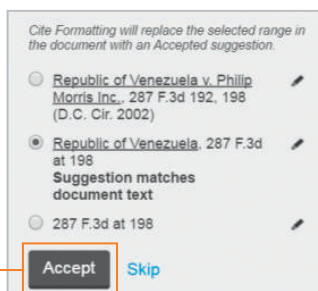 Cite Formatting will replace the selected range in
the document with an Accepted suggestion.
Republic of Venezuela v. Philip
Morris Inc., 287 F.3d 192, 198
(D.C. Cir. 2002)
Republic of Venezuela, 287 F.3d
at 198
Suggestion matches
document text
287 F.3d at 198
Accept Skip